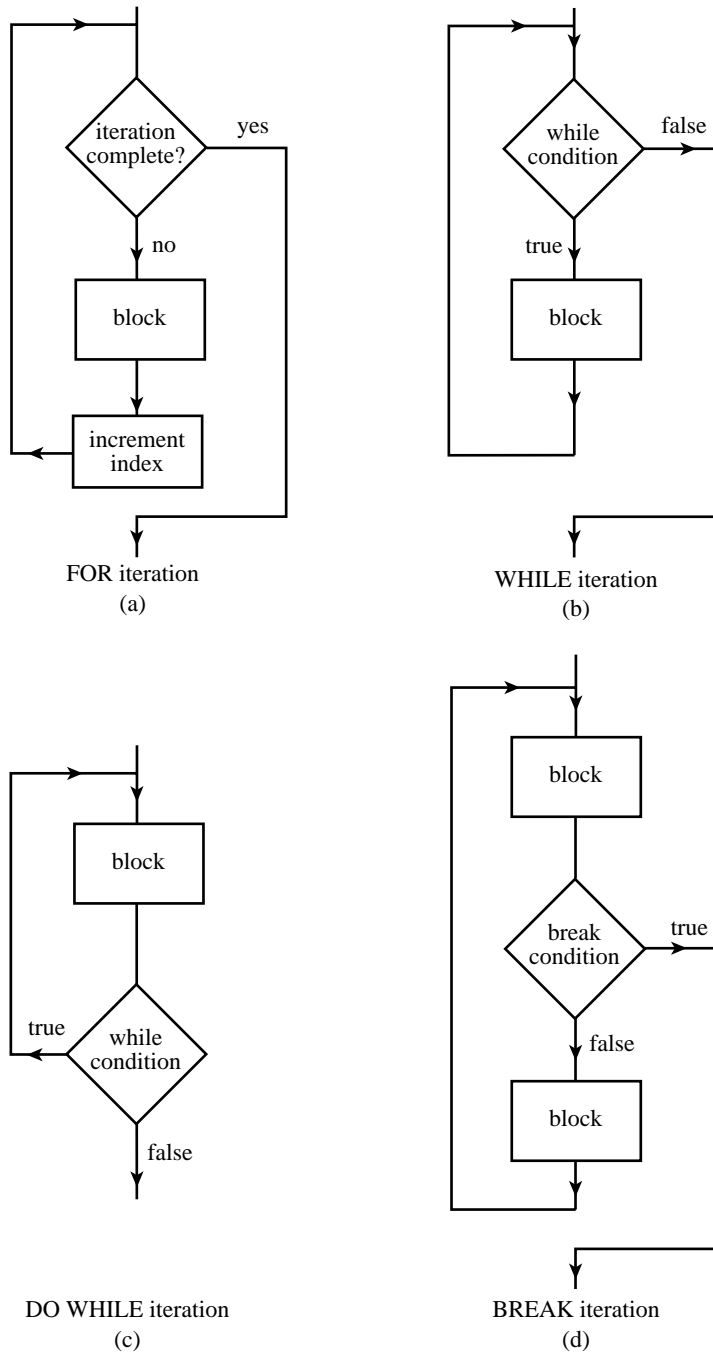 iteration
complete?
yes
no
block
increment
index
FOR iteration
(a)
while
condition
false
true
block
WHILE iteration
(b)
block
true
while
condition
false
DO WHILE iteration
(c)
block
break
condition
true
false
block
BREAK iteration
(d)